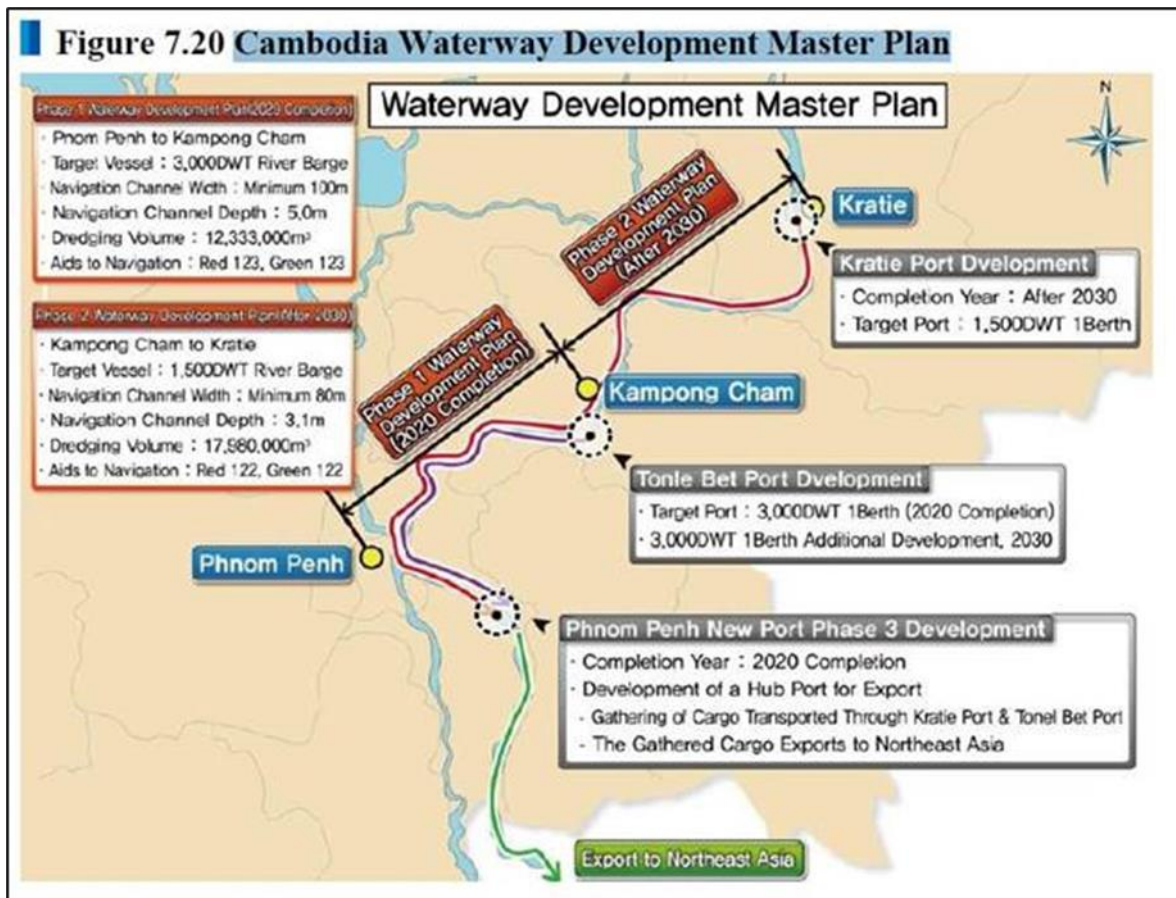 Figure 7.20 Cambodia Waterway Development Master Plan
Waterway Development Master Plan
N
Phase 1 Waterway Development Plan(2020 Completion)
· Pnom Penh to Kampong Cham
· Target Vessel : 3,000DWT River Barge
· Navigation Channel Width : Minimum 100m
· Navigation Channel Depth : 5.0m
· Dredging Volume : 12,333,000m³
· Aids to Navigation : Red 123, Green 123
Phase 2 Waterway Development Plan(After 2030)
· Kampong Cham to Kratie
· Target Vessel : 1,500DWT River Barge
· Navigation Channel Width : Minimum 80m
· Navigation Channel Depth : 3.1m
· Dredging Volume : 17,980,000m³
· Aids to Navigation : Red 122, Green 122
Phase 2 Waterway
Development Plan
(After 2030)
Kratie
Kratie Port Dvelopment
· Completion Year : After 2030
· Target Port : 1,500DWT 1Berth
Phase 1 Waterway
Development Plan
(2020 Completion)
Kampong Cham
Tonle Bet Port Dvelopment
· Target Port : 3,000DWT 1Berth (2020 Completion)
· 3,000DWT 1Berth Additional Development, 2030
Phnom Penh
Phnom Penh New Port Phase 3 Development
· Completion Year : 2020 Completion
· Development of a Hub Port for Export
- Gathering of Cargo Transported Through Kratie Port & Tonel Bet Port
- The Gathered Cargo Exports to Northeast Asia
Export to Northeast Asia